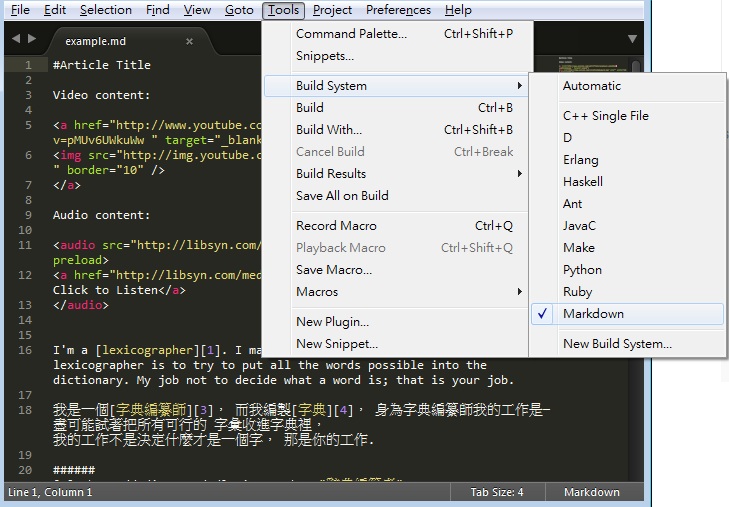 File Edit Selection Find View Goto Tools Project Preferences Help
example.md ×
Command Palette... Ctrl+Shift+P
Snippets...
Build System
Build Ctrl+B
Build With... Ctrl+Shift+B
Cancel Build Ctrl+Break
Build Results
Save All on Build
Record Macro Ctrl+Q
Playback Macro Ctrl+Shift+Q
Save Macro...
Macros
New Plugin...
New Snippet...
Automatic
C++ Single File
D
Erlang
Haskell
Ant
JavaC
Make
Python
Ruby
Markdown
New Build System...
1 #Article Title
2
3 Video content:
4
5 <a href="http://www.youtube.co
v=pMUv6UWkuWw " target="_blank
6 <img src="http://img.youtube.c
" border="10" />
7 </a>
8
9 Audio content:
10
11 <audio src="http://libsyn.com/
preload>
12 <a href="http://libsyn.com/med
Click to Listen</a>
13 </audio>
14
15
16 I'm a [lexicographer][1]. I ma
lexicographer is to try to put all the words possible into the
dictionary. My job not to decide what a word is; that is your job.
17
18 我是一個[字典編纂師][3]， 而我編製[字典][4]， 身為字典編纂師我的工作是-
盡可能試著把所有可行的 字彙收進字典裡，
我的工作不是決定什麼才是一個字， 那是你的工作.
19
20 ######
Line 1, Column 1 Tab Size: 4 Markdown